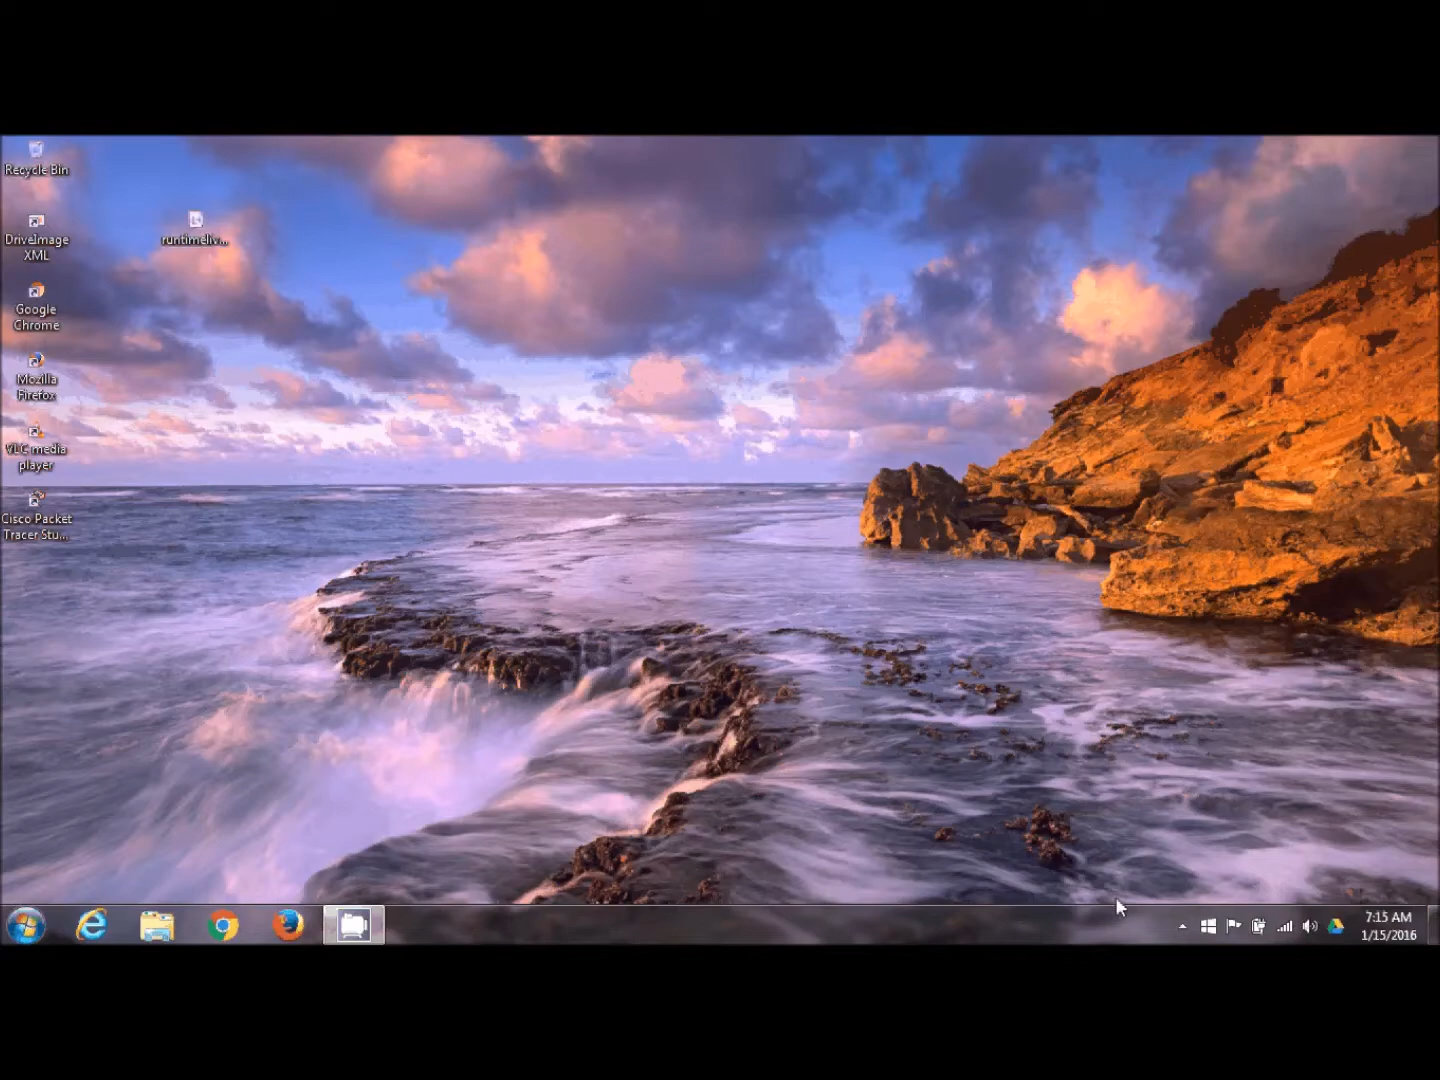 Recycle Bin
DriveImage
XML
runtimeliv...
Google
Chrome
Mozilla
Firefox
VLC media
player
Cisco Packet
Tracer Stu...
7:15 AM
1/15/2016